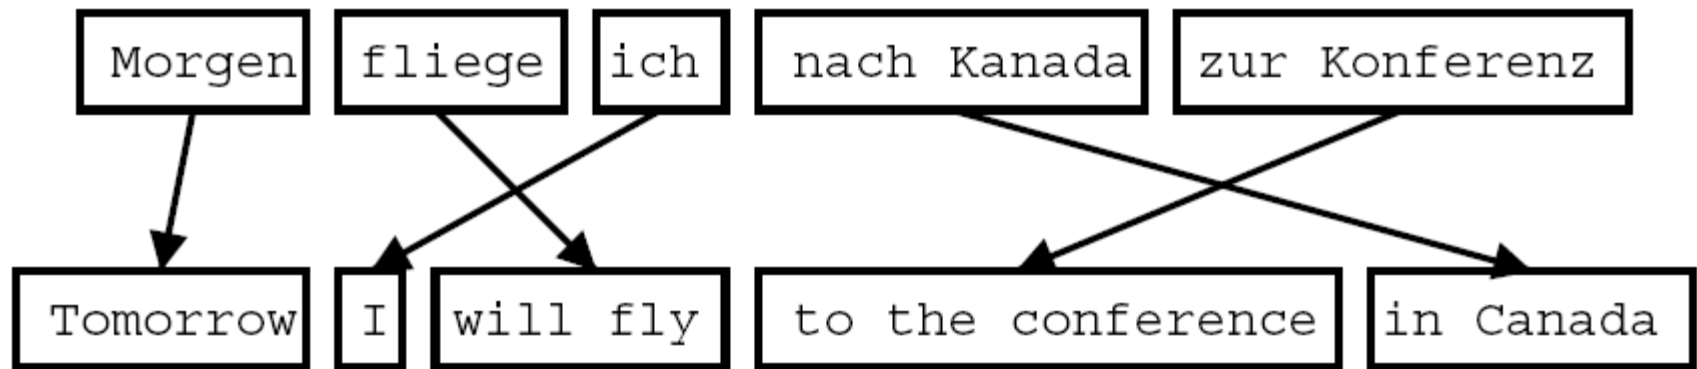 Morgen fliege ich nach Kanada zur Konferenz
Tomorrow I will fly to the conference in Canada